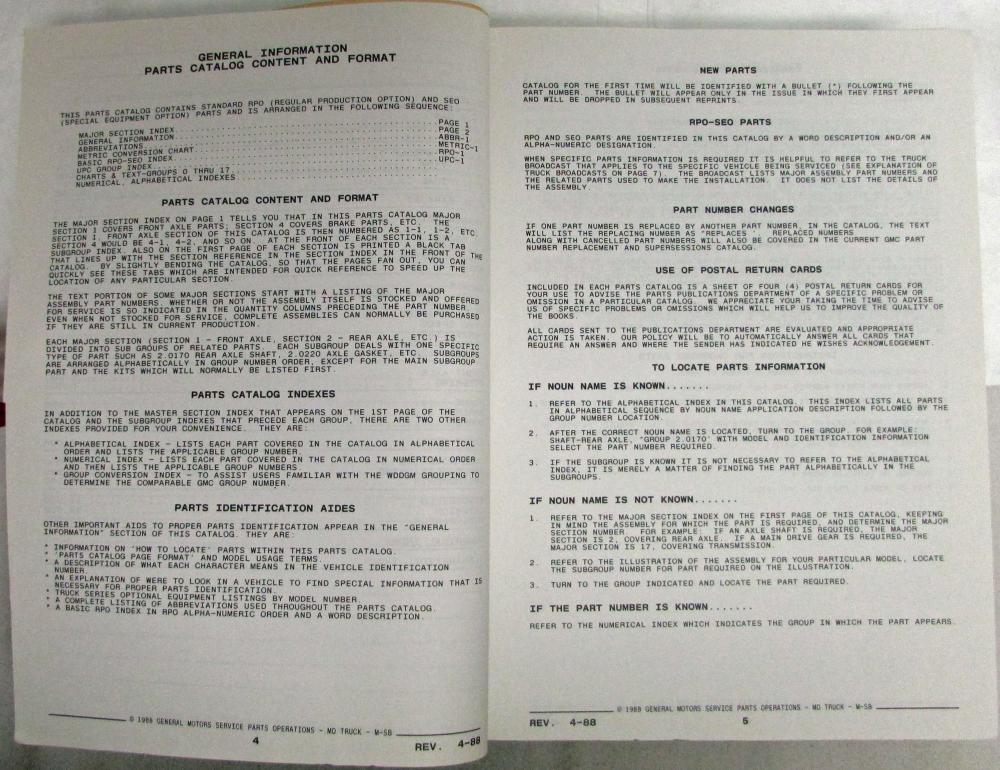 GENERAL INFORMATION
PARTS CATALOG CONTENT AND FORMAT
THIS PARTS CATALOG CONTAINS STANDARD RPO (REGULAR PRODUCTION OPTION) AND SEO
(SPECIAL EQUIPMENT OPTION) PARTS AND IS ARRANGED IN THE FOLLOWING SEQUENCE:
MAJOR SECTION INDEX............PAGE 1
GENERAL INFORMATION............PAGE 2
ABBREVIATIONS............ABBR-1
METRIC CONVERSION CHART............METRIC-1
BASIC RPO-SEO INDEX............RPO-1
UPC GROUP INDEX............UPC-1
CHARTS & TEXT-GROUPS 0 THRU 17............
NUMERICAL, ALPHABETICAL INDEXES............
PARTS CATALOG CONTENT AND FORMAT
THE MAJOR SECTION INDEX ON PAGE 1 TELLS YOU THAT IN THIS PARTS CATALOG MAJOR
SECTION 1 COVERS FRONT AXLE PARTS; SECTION 4 COVERS BRAKE PARTS, ETC. THE
SECTION 1, FRONT AXLE SECTION OF THIS CATALOG IS THEN NUMBERED AS 1-1, 1-2, ETC.
SECTION 4 WOULD BE 4-1, 4-2, AND SO ON. AT THE FRONT OF EACH SECTION IS A
SUBGROUP INDEX. ALSO ON THE FIRST PAGE OF EACH SECTION IS PRINTED A BLACK TAB
THAT LINES UP WITH THE SECTION REFERENCE IN THE SECTION INDEX IN THE FRONT OF THE
CATALOG. BY SLIGHTLY BENDING THE CATALOG, SO THAT THE PAGES FAN OUT, YOU CAN
QUICKLY SEE THESE TABS WHICH ARE INTENDED FOR QUICK REFERENCE TO SPEED UP THE
LOCATION OF ANY PARTICULAR SECTION.
THE TEXT PORTION OF SOME MAJOR SECTIONS START WITH A LISTING OF THE MAJOR
ASSEMBLY PART NUMBERS. WHETHER OR NOT THE ASSEMBLY ITSELF IS STOCKED AND OFFERED
FOR SERVICE IS SO INDICATED IN THE QUANTITY COLUMNS PRECEDING THE PART NUMBER.
EVEN WHEN NOT STOCKED FOR SERVICE, COMPLETE ASSEMBLIES CAN NORMALLY BE PURCHASED
IF THEY ARE STILL IN CURRENT PRODUCTION.
EACH MAJOR SECTION (SECTION 1 - FRONT AXLE, SECTION 2 - REAR AXLE, ETC.) IS
DIVIDED INTO SUB GROUPS OF RELATED PARTS. EACH SUBGROUP DEALS WITH ONE SPECIFIC
TYPE OF PART SUCH AS 2.0170 REAR AXLE SHAFT, 2.0220 AXLE GASKET, ETC. SUBGROUPS
ARE ARRANGED ALPHABETICALLY IN GROUP NUMBER ORDER, EXCEPT FOR THE MAIN SUBGROUP
PART AND THE KITS WHICH WILL NORMALLY BE LISTED FIRST.
PARTS CATALOG INDEXES
IN ADDITION TO THE MASTER SECTION INDEX THAT APPEARS ON THE 1ST PAGE OF THE
CATALOG AND THE SUBGROUP INDEXES THAT PRECEDE EACH GROUP, THERE ARE TWO OTHER
INDEXES PROVIDED FOR YOUR CONVENIENCE. THEY ARE:
* ALPHABETICAL INDEX - LISTS EACH PART COVERED IN THE CATALOG IN ALPHABETICAL
ORDER AND LISTS THE APPLICABLE GROUP NUMBER.
* NUMERICAL INDEX - LISTS EACH PART COVERED IN THE CATALOG IN NUMERICAL ORDER
AND THEN LISTS THE APPLICABLE GROUP NUMBERS.
* GROUP CONVERSION INDEX - TO ASSIST USERS FAMILIAR WITH THE WDDGM GROUPING TO
DETERMINE THE COMPARABLE GMC GROUP NUMBER.
PARTS IDENTIFICATION AIDES
OTHER IMPORTANT AIDES TO PROPER PARTS IDENTIFICATION APPEAR IN THE "GENERAL
INFORMATION" SECTION OF THIS CATALOG. THEY ARE:
* INFORMATION ON 'HOW TO LOCATE' PARTS WITHIN THIS PARTS CATALOG.
* 'PARTS CATALOG PAGE FORMAT' AND MODEL USAGE TERMS.
* A DESCRIPTION OF WHAT EACH CHARACTER MEANS IN THE VEHICLE IDENTIFICATION
NUMBER.
* AN EXPLANATION OF WERE TO LOOK IN A VEHICLE TO FIND SPECIAL INFORMATION THAT IS
NECESSARY FOR PROPER PARTS IDENTIFICATION.
* TRUCK SERIES OPTIONAL EQUIPMENT LISTINGS BY MODEL NUMBER.
* A COMPLETE LISTING OF ABBREVIATIONS USED THROUGHOUT THE PARTS CATALOG.
* A BASIC RPO INDEX IN RPO ALPHA-NUMERIC ORDER AND A WORD DESCRIPTION.
© 1988 GENERAL MOTORS SERVICE PARTS OPERATIONS - MD TRUCK - M-SB
4 REV. 4-88
NEW PARTS
CATALOG FOR THE FIRST TIME WILL BE IDENTIFIED WITH A BULLET (*) FOLLOWING THE
PART NUMBER. THE BULLET WILL APPEAR ONLY IN THE ISSUE IN WHICH THEY FIRST APPEAR
AND WILL BE DROPPED IN SUBSEQUENT REPRINTS.
RPO-SEO PARTS
RPO AND SEO PARTS ARE IDENTIFIED IN THIS CATALOG BY A WORD DESCRIPTION AND/OR AN
ALPHA-NUMERIC DESIGNATION.
WHEN SPECIFIC PARTS INFORMATION IS REQUIRED IT IS HELPFUL TO REFER TO THE TRUCK
BROADCAST THAT APPLIES TO THE SPECIFIC VEHICLE BEING SERVICED (SEE EXPLANATION OF
TRUCK BROADCASTS ON PAGE 7). THE BROADCAST LISTS MAJOR ASSEMBLY PART NUMBERS AND
THE RELATED PARTS USED TO MAKE THE INSTALLATION. IT DOES NOT LIST THE DETAILS OF
THE ASSEMBLY.
PART NUMBER CHANGES
IF ONE PART NUMBER IS REPLACED BY ANOTHER PART NUMBER, IN THE CATALOG, THE TEXT
WILL LIST THE REPLACING NUMBER AS "REPLACES ". REPLACED NUMBERS
ALONG WITH CANCELLED PART NUMBERS WILL ALSO BE COVERED IN THE CURRENT GMC PART
NUMBER REPLACEMENT AND SUPERSESSIONS CATALOG.
USE OF POSTAL RETURN CARDS
INCLUDED IN EACH PARTS CATALOG IS A SHEET OF FOUR (4) POSTAL RETURN CARDS FOR
YOUR USE TO ADVISE THE PARTS PUBLICATIONS DEPARTMENT OF A SPECIFIC PROBLEM OR
OMISSION IN A PARTICULAR CATALOG. WE APPRECIATE YOUR TAKING THE TIME TO ADVISE
US OF SPECIFIC PROBLEMS OR OMISSIONS WHICH WILL HELP US TO IMPROVE THE QUALITY OF
THE BOOKS.
ALL CARDS SENT TO THE PUBLICATIONS DEPARTMENT ARE EVALUATED AND APPROPRIATE
ACTION IS TAKEN. OUR POLICY WILL BE TO AUTOMATICALLY ANSWER ALL CARDS THAT
REQUIRE AN ANSWER AND WHERE THE SENDER HAS INDICATED HE WISHES ACKNOWLEDGEMENT.
TO LOCATE PARTS INFORMATION
IF NOUN NAME IS KNOWN.......
1. REFER TO THE ALPHABETICAL INDEX IN THIS CATALOG. THIS INDEX LISTS ALL PARTS
IN ALPHABETICAL SEQUENCE BY NOUN NAME APPLICATION DESCRIPTION FOLLOWED BY THE
GROUP NUMBER LOCATION.
2. AFTER THE CORRECT NOUN NAME IS LOCATED, TURN TO THE GROUP. FOR EXAMPLE:
SHAFT-REAR AXLE, "GROUP 2.0170" WITH MODEL AND IDENTIFICATION INFORMATION
SELECT THE PART NUMBER REQUIRED.
3. IF THE SUBGROUP IS KNOWN IT IS NOT NECESSARY TO REFER TO THE ALPHABETICAL
INDEX, IT IS MERELY A MATTER OF FINDING THE PART ALPHABETICALLY IN THE
SUBGROUPS.
IF NOUN NAME IS NOT KNOWN.......
1. REFER TO THE MAJOR SECTION INDEX ON THE FIRST PAGE OF THIS CATALOG, KEEPING
IN MIND THE ASSEMBLY FOR WHICH THE PART IS REQUIRED, AND DETERMINE THE MAJOR
SECTION NUMBER. FOR EXAMPLE: IF AN AXLE SHAFT IS REQUIRED, THE MAJOR
SECTION IS 2, COVERING REAR AXLE. IF A MAIN DRIVE GEAR IS REQUIRED, THE
MAJOR SECTION IS 17, COVERING TRANSMISSION.
2. REFER TO THE ILLUSTRATION OF THE ASSEMBLY FOR YOUR PARTICULAR MODEL, LOCATE
THE SUBGROUP NUMBER FOR PART REQUIRED ON THE ILLUSTRATION.
3. TURN TO THE GROUP INDICATED AND LOCATE THE PART REQUIRED.
IF THE PART NUMBER IS KNOWN.......
REFER TO THE NUMERICAL INDEX WHICH INDICATES THE GROUP IN WHICH THE PART APPEARS.
© 1988 GENERAL MOTORS SERVICE PARTS OPERATIONS - MD TRUCK - M-SB
REV. 4-88 5